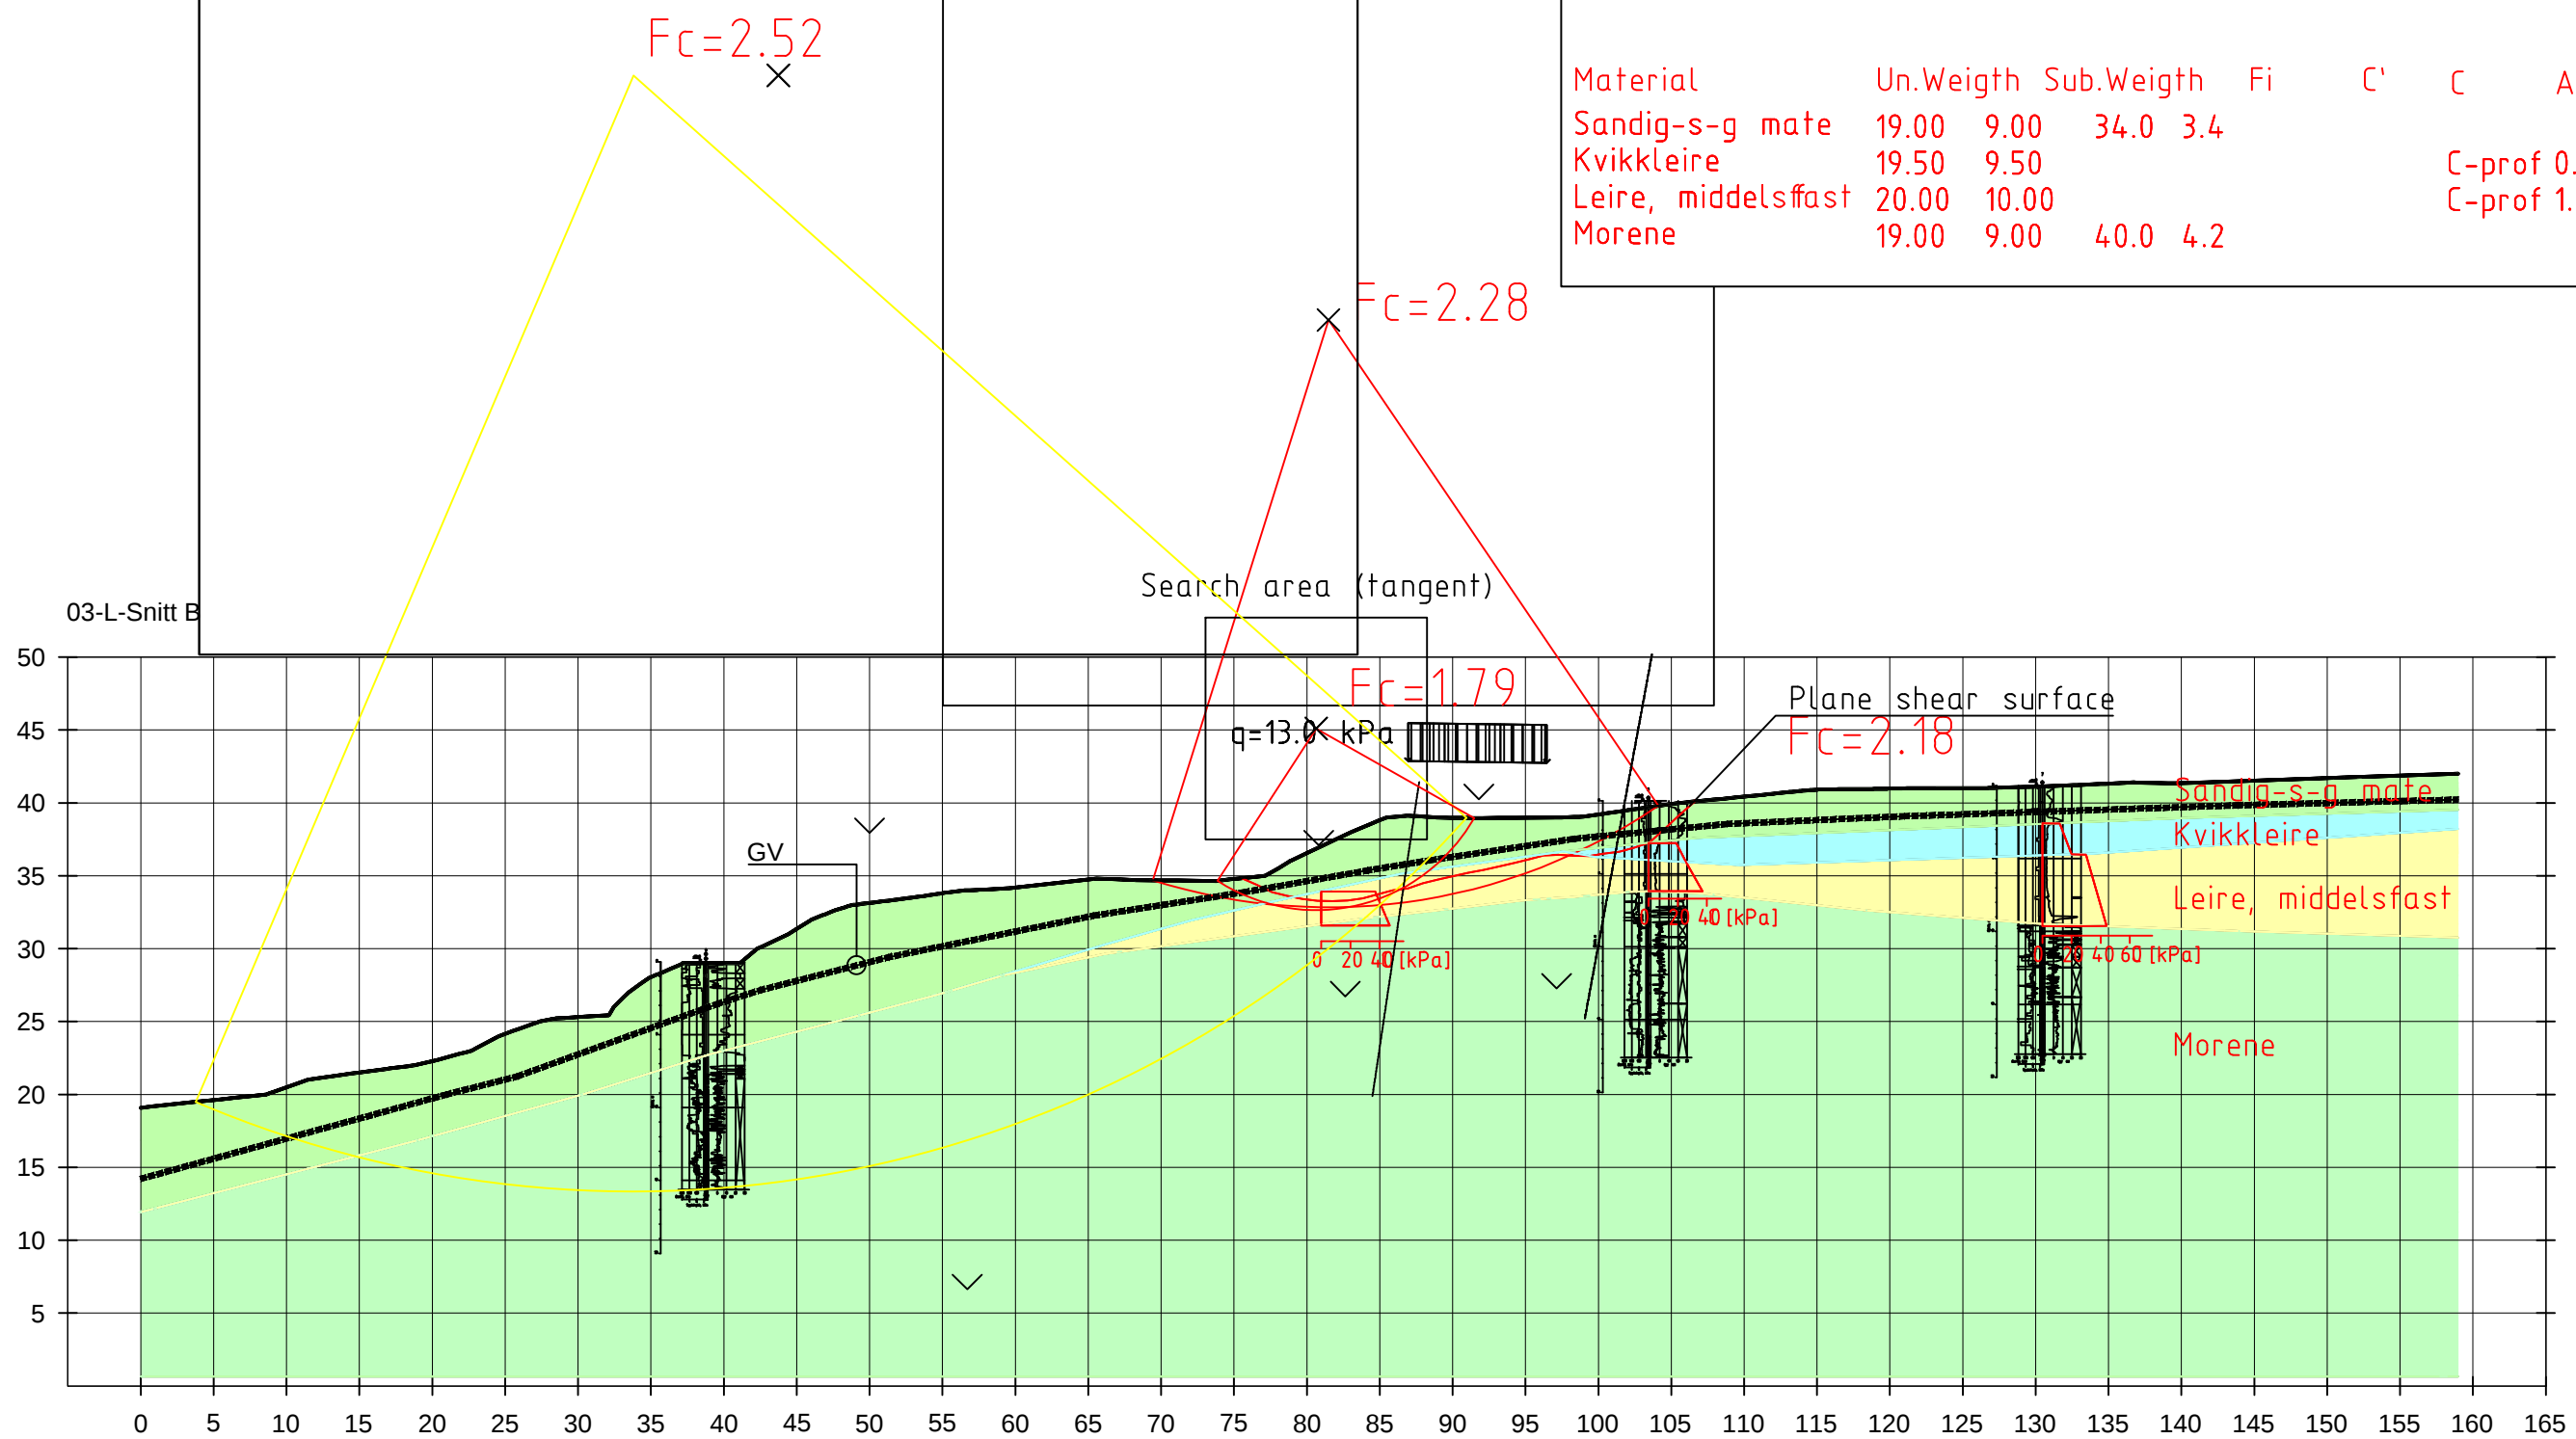 Fc=2.52
Material Un.Weigth Sub.Weigth Fi C' C A
Sandig-s-g mate 19.00 9.00 34.0 3.4
Kvikkleire 19.50 9.50 C-prof 0.
Leire, middelsffast 20.00 10.00 C-prof 1.
Morene 19.00 9.00 40.0 4.2
Fc=2.28
Search area (tangent)
03-L-Snitt B
Fc=1.79
Plane shear surface
q=13.0 kPa
Fc=2.18
Sandig-s-g mate
Kvikkleire
GV
Leire, middelsfast
0 20 40 [kPa]
0 20 40 [kPa]
0 20 40 60 [kPa]
Morene
50
45
40
35
30
25
20
15
10
5
0 5 10 15 20 25 30 35 40 45 50 55 60 65 70 75 80 85 90 95 100 105 110 115 120 125 130 135 140 145 150 155 160 165